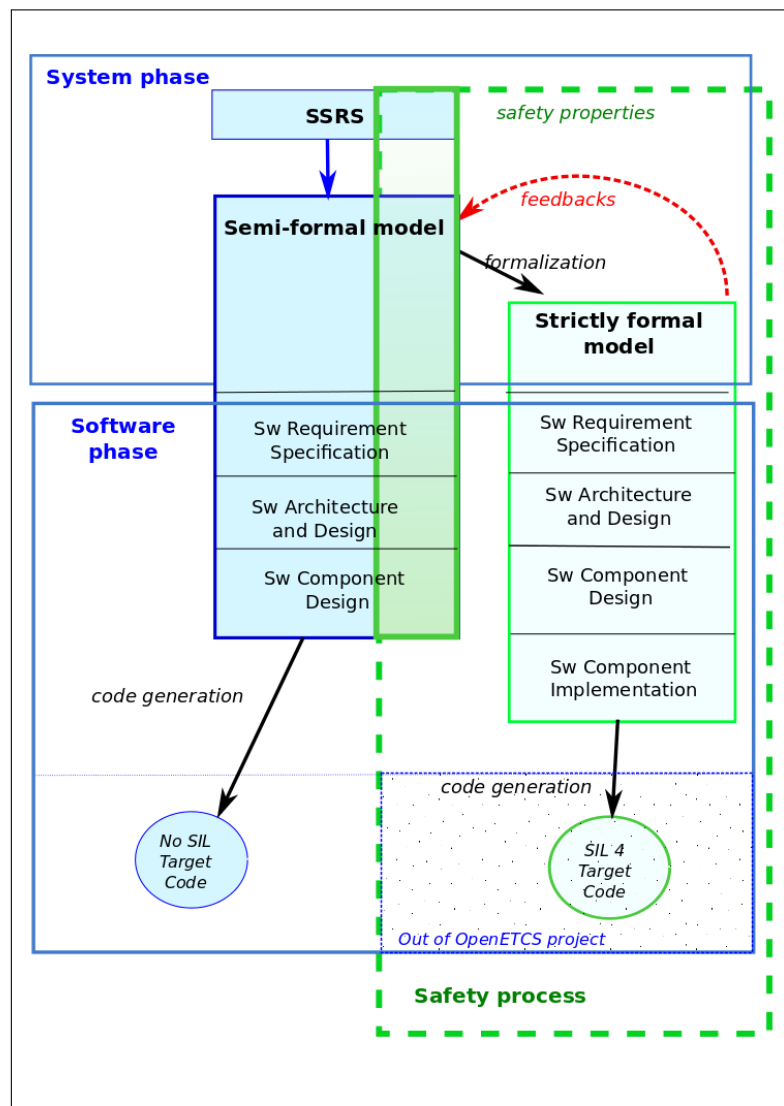 System phase
SSRS
safety properties
feedbacks
Semi-formal model
formalization
Strictly formal
model
Software
phase
Sw Requirement
Specification
Sw Architecture
and Design
Sw Component
Design
Sw Requirement
Specification
Sw Architecture
and Design
Sw Component
Design
Sw Component
Implementation
code generation
code generation
No SIL
Target
Code
SIL 4
Target
Code
Out of OpenETCS project
Safety process